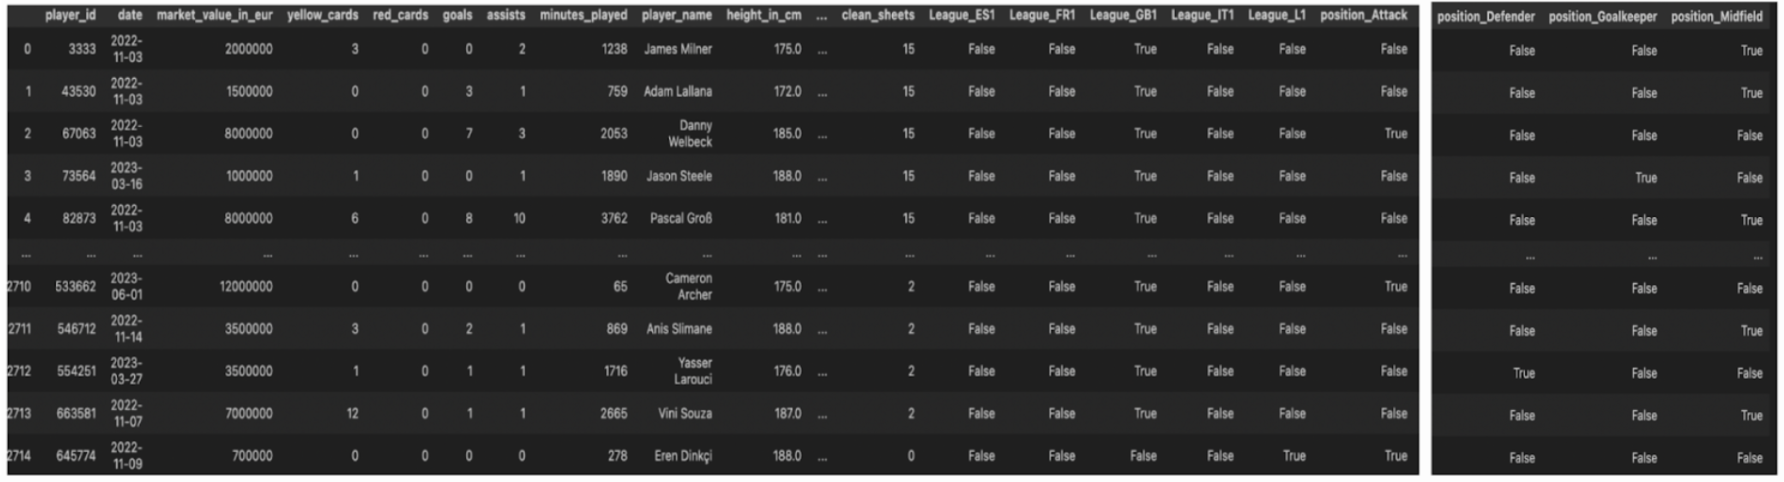 player_id date market_value_in_eur yellow_cards red_cards goals assists minutes_played player_name height_in_cm ... clean_sheets League_ES1 League_FR1 League_GB1 League_IT1 League_L1 position_Attack position_Defender position_Goalkeeper position_Midfield
0 3333 2022-11-03 2000000 3 0 0 2 1238 James Milner 175.0 ... 15 False False True False False False False False True
1 43530 2022-11-03 1500000 0 0 3 1 759 Adam Lallana 172.0 ... 15 False False True False False False False False True
2 67063 2022-11-03 8000000 0 0 7 3 2053 Danny Welbeck 185.0 ... 15 False False True False False True False False False
3 73564 2023-03-16 1000000 1 0 0 1 1890 Jason Steele 188.0 ... 15 False False True False False False False True False
4 82873 2022-11-03 8000000 6 0 8 10 3762 Pascal Groß 181.0 ... 15 False False True False False False False False True
... ... ... ... ... ... ... ... ... ... ... ... ... ... ... ... ... ... ... ... ... ...
2710 533662 2023-06-01 12000000 0 0 0 0 65 Cameron Archer 175.0 ... 2 False False True False False True False False False
2711 546712 2022-11-14 3500000 3 0 2 1 869 Anis Slimane 188.0 ... 2 False False True False False False False False True
2712 554251 2023-03-27 3500000 1 0 1 1 1716 Yasser Larouci 176.0 ... 2 False False True False False False True False False
2713 663581 2022-11-07 7000000 12 0 1 1 2665 Vini Souza 187.0 ... 2 False False True False False False False False True
2714 645774 2022-11-09 700000 0 0 0 0 278 Eren Dinkçi 188.0 ... 0 False False False False True True False False False